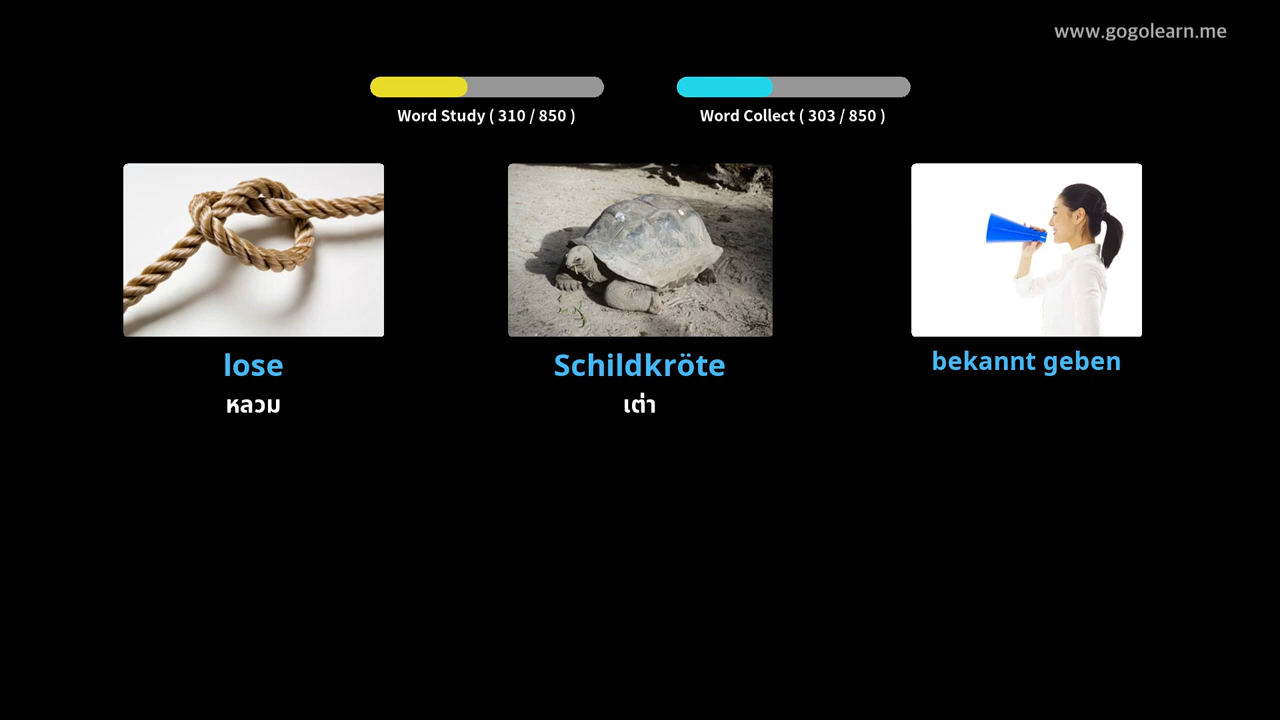 www.gogolearn.me
Word Study ( 310 / 850 )
Word Collect ( 303 / 850 )
lose
หลวม
Schildkröte
เต่า
bekannt geben